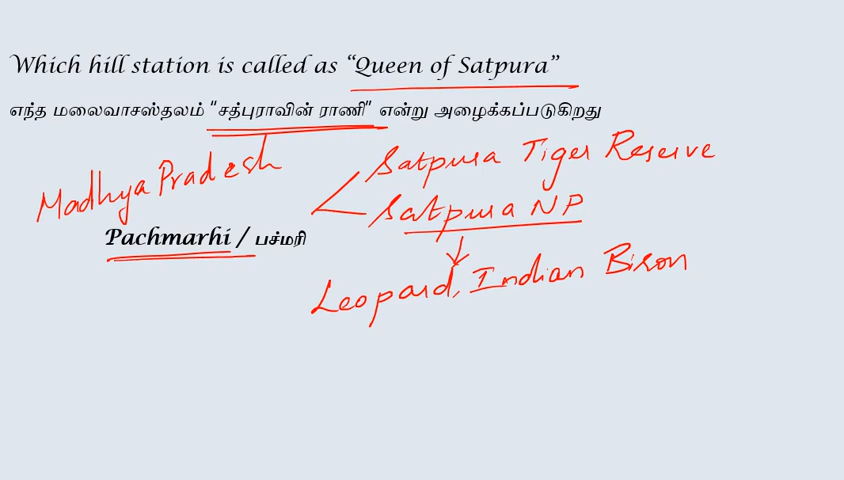 Which hill station is called as “Queen of Satpura”
எந்த மலைவாசஸ்தலம் "சத்புராவின் ராணி" என்று அழைக்கப்படுகிறது
Madhya Pradesh
Satpura Tiger Reserve
Satpura NP
Pachmarhi / பச்மரி
Leopard, Indian Bison